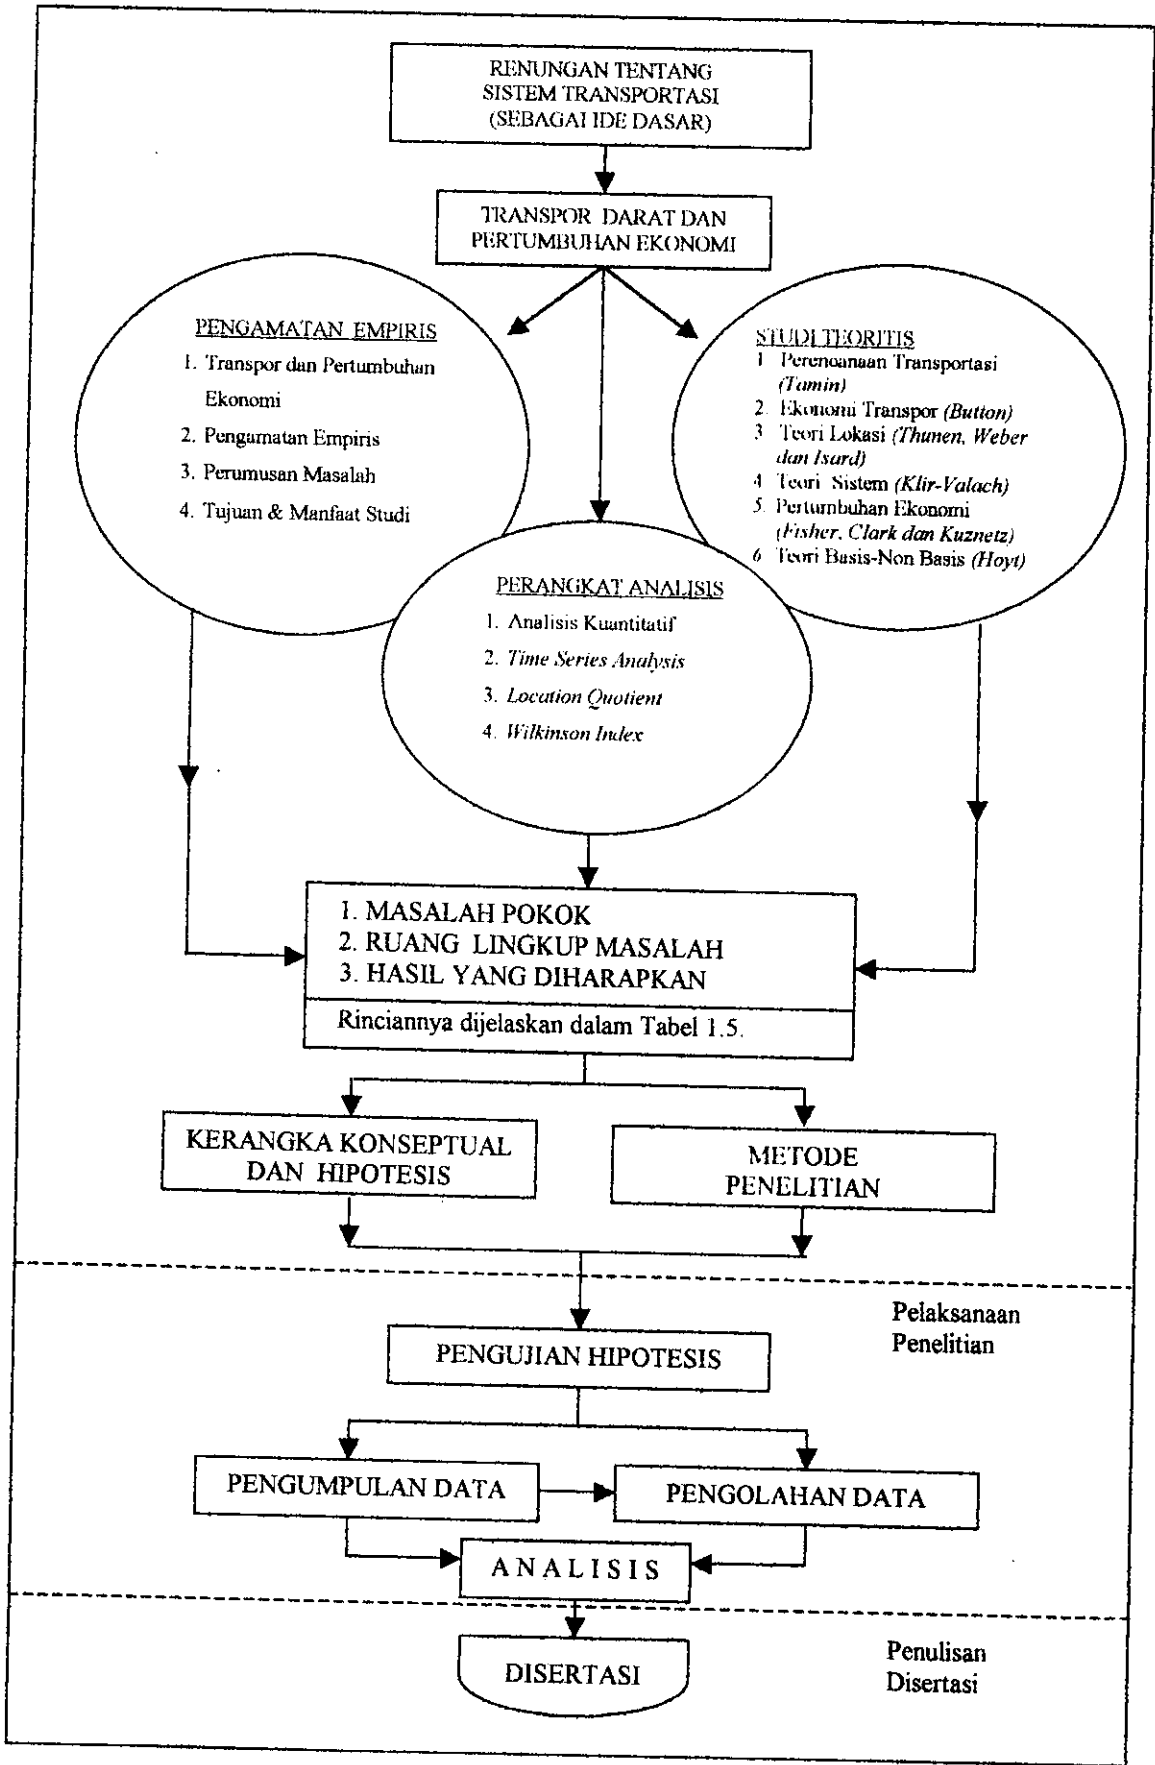 RENUNGAN TENTANG
SISTEM TRANSPORTASI
(SEBAGAI IDE DASAR)
TRANSPOR DARAT DAN
PERTUMBUHAN EKONOMI
PENGAMATAN EMPIRIS
1. Transpor dan Pertumbuhan
Ekonomi
2. Pengamatan Empiris
3. Perumusan Masalah
4. Tujuan & Manfaat Studi
STUDI TEORITIS
1 Perencanaan Transportasi
(Tamin)
2. Ekonomi Transpor (Button)
3 Teori Lokasi (Thunen, Weber
dan Isard)
4 Teori Sistem (Klir-Valach)
5. Pertumbuhan Ekonomi
(Fisher, Clark dan Kuznetz)
6 Teori Basis-Non Basis (Hoyt)
PERANGKAT ANALISIS
1. Analisis Kuantitatif
2. Time Series Analysis
3. Location Quotient
4. Wilkinson Index
1. MASALAH POKOK
2. RUANG LINGKUP MASALAH
3. HASIL YANG DIHARAPKAN
Rinciannya dijelaskan dalam Tabel 1.5.
KERANGKA KONSEPTUAL
DAN HIPOTESIS
METODE
PENELITIAN
Pelaksanaan
Penelitian
PENGUJIAN HIPOTESIS
PENGUMPULAN DATA
PENGOLAHAN DATA
A N A L I S I S
Penulisan
Disertasi
DISERTASI